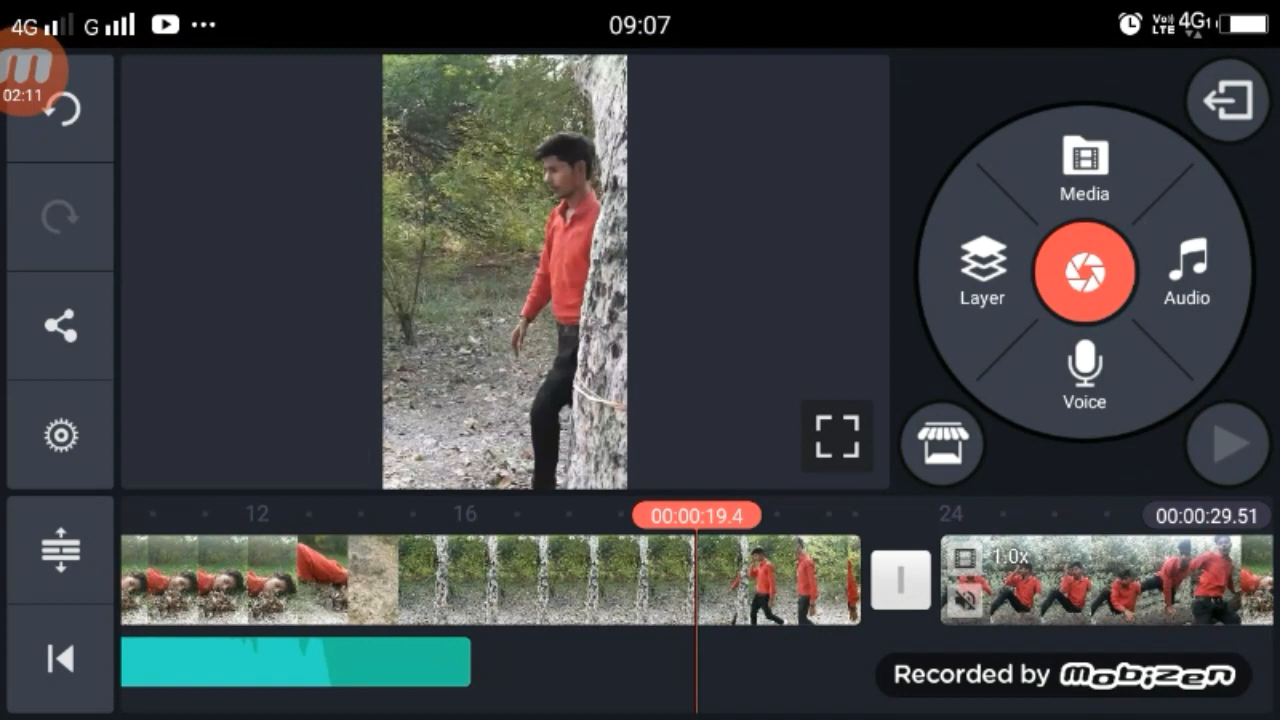 4G G 09:07 Vo)) LTE 4G
02:11
Media
Layer
Audio
Voice
12 16 00:00:19.4 24 00:00:29.51
1.0x
Recorded by mobizen